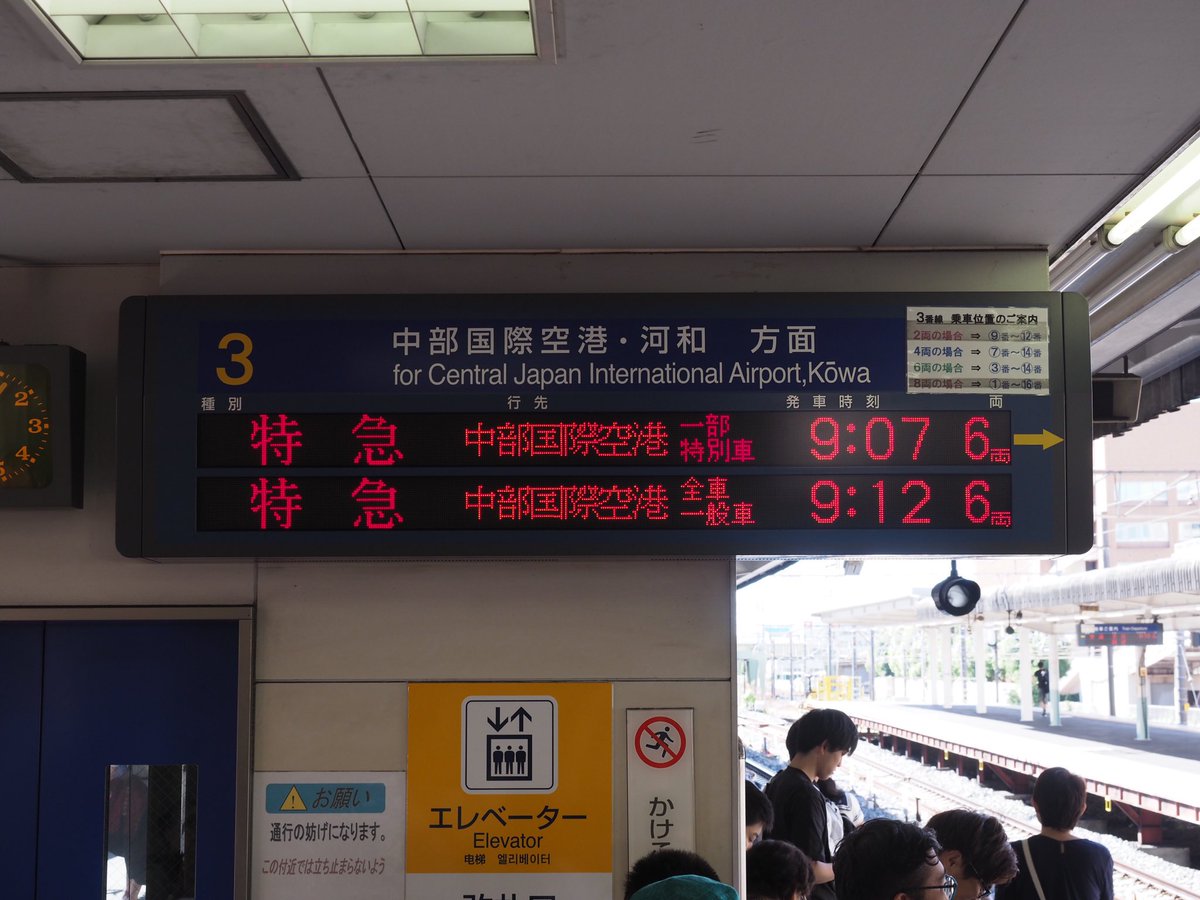 3
中部国際空港・河和 方面
for Central Japan International Airport,Kōwa
3番線 乗車位置のご案内
2両の場合 ⇒ ⑨番〜⑫番
4両の場合 ⇒ ⑦番〜⑭番
6両の場合 ⇒ ③番〜⑭番
8両の場合 ⇒ ①番〜⑯番
種別 行先 発車時刻 両
特急 中部国際空港 一部特別車 9:07 6両
特急 中部国際空港 全車一般車 9:12 6両
2
3
4
5
お願い
通行の妨げになります。
この付近では立ち止まらないよう
エレベーター
Elevator
电梯 엘리베이터
かけ